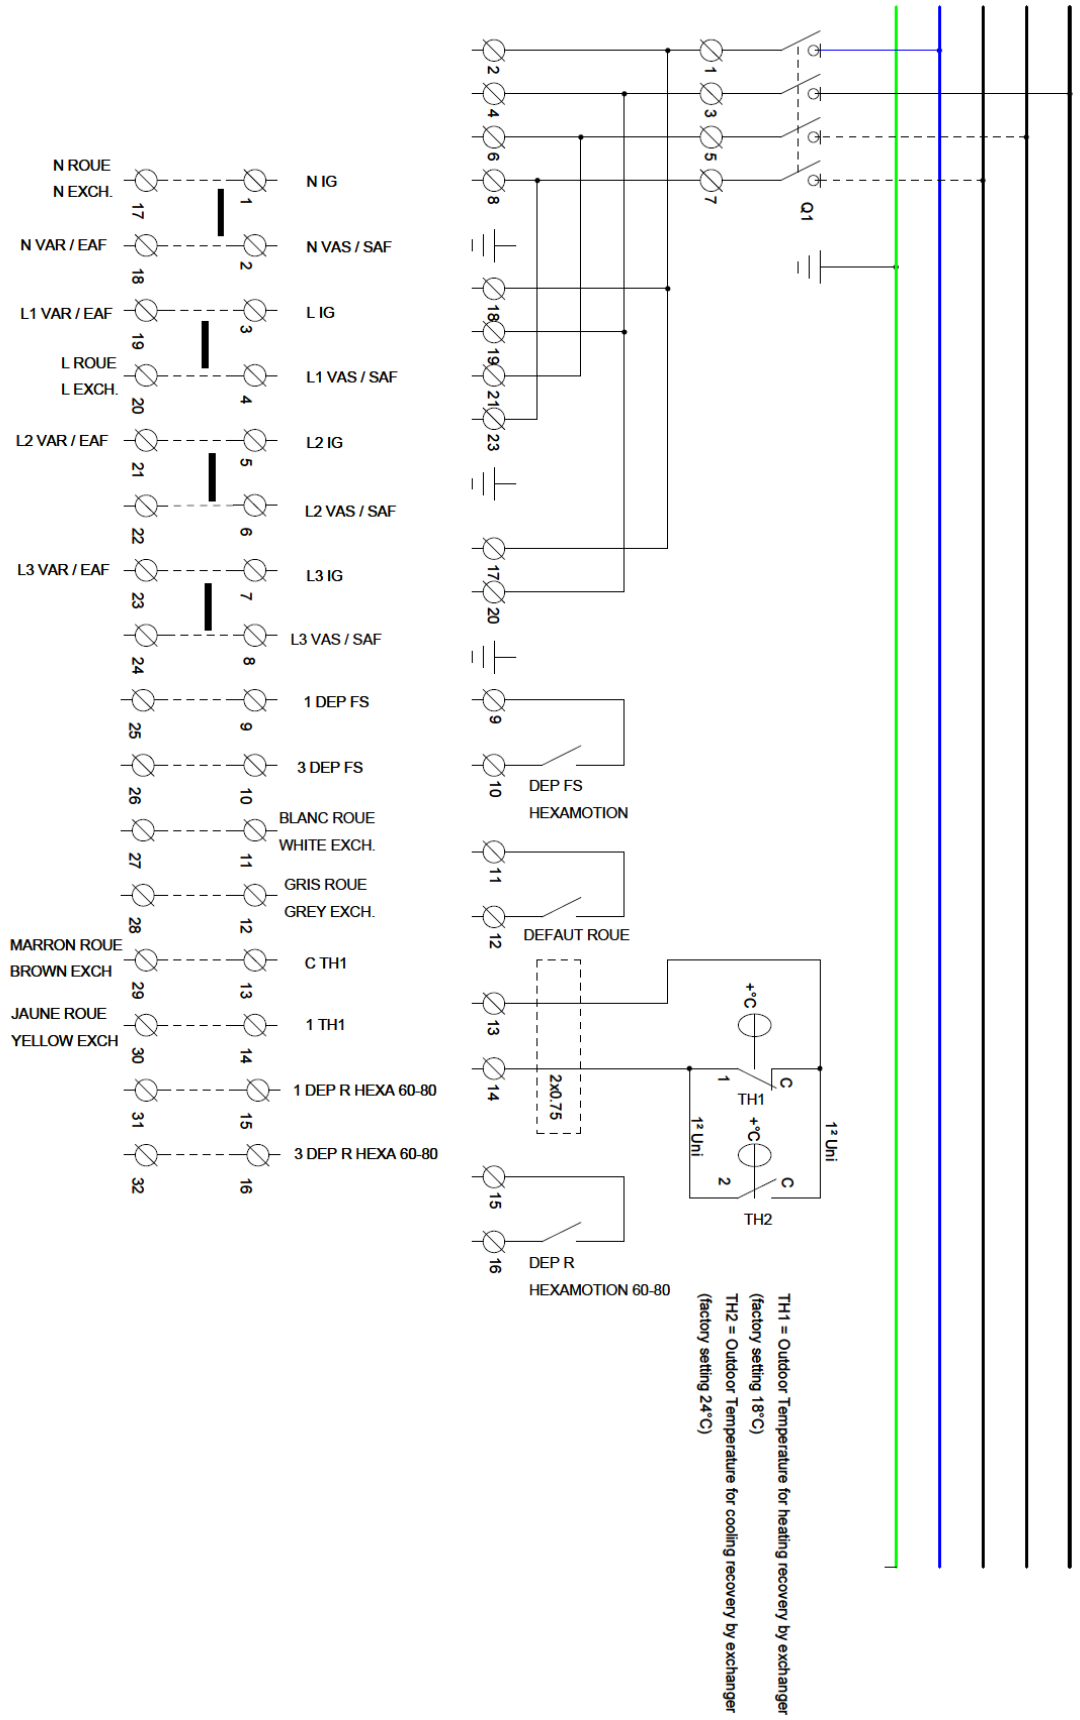 N ROUE
N EXCH.
17
1
N IG
N VAR / EAF
18
2
N VAS / SAF
L1 VAR / EAF
19
3
L IG
L ROUE
L EXCH.
20
4
L1 VAS / SAF
L2 VAR / EAF
21
5
L2 IG
22
6
L2 VAS / SAF
L3 VAR / EAF
23
7
L3 IG
24
8
L3 VAS / SAF
25
9
1 DEP FS
26
10
3 DEP FS
27
11
BLANC ROUE
WHITE EXCH.
28
12
GRIS ROUE
GREY EXCH.
MARRON ROUE
BROWN EXCH
29
13
C TH1
JAUNE ROUE
YELLOW EXCH
30
14
1 TH1
31
15
1 DEP R HEXA 60-80
32
16
3 DEP R HEXA 60-80
2
1
4
3
6
5
8
7
Q1
18
19
21
23
17
20
9
10
DEP FS
HEXAMOTION
11
12
DEFAUT ROUE
13
14
2x0.75
+°C
1
C
TH1
1² Uni
+°C
1² Uni
2
C
TH2
15
16
DEP R
HEXAMOTION 60-80
TH1 = Outdoor Temperature for heating recovery by exchanger
(factory setting 18°C)
TH2 = Outdoor Temperature for cooling recovery by exchanger
(factory setting 24°C)